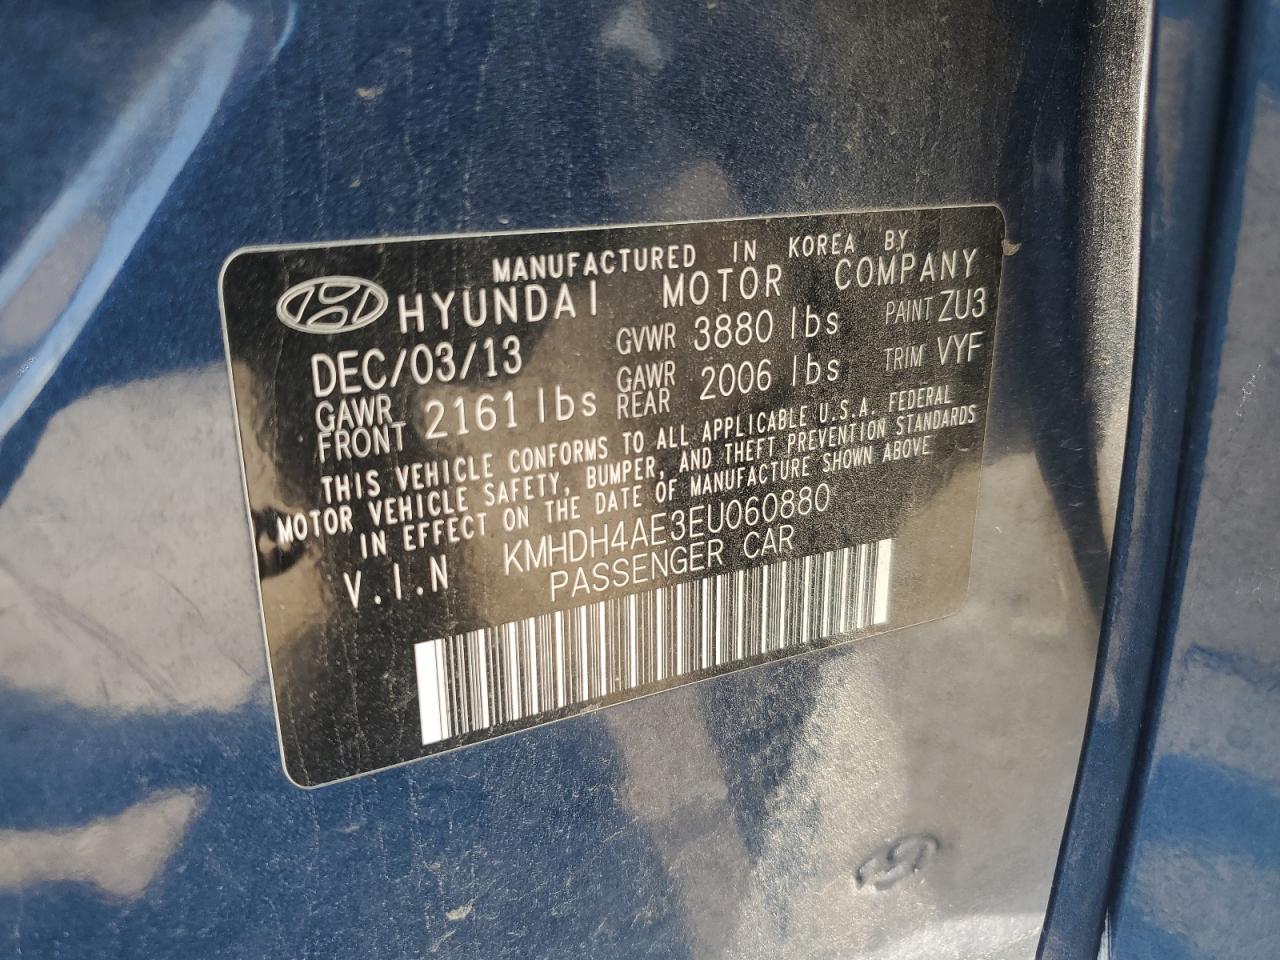 MANUFACTURED IN KOREA BY
HYUNDAI MOTOR COMPANY
DEC/03/13 GVWR 3880 lbs PAINT ZU3
GAWR FRONT 2161 lbs GAWR REAR 2006 lbs TRIM VYF
THIS VEHICLE CONFORMS TO ALL APPLICABLE U.S.A. FEDERAL
MOTOR VEHICLE SAFETY, BUMPER, AND THEFT PREVENTION STANDARDS
IN EFFECT ON THE DATE OF MANUFACTURE SHOWN ABOVE
V.I.N KMHDH4AE3EU060880
PASSENGER CAR